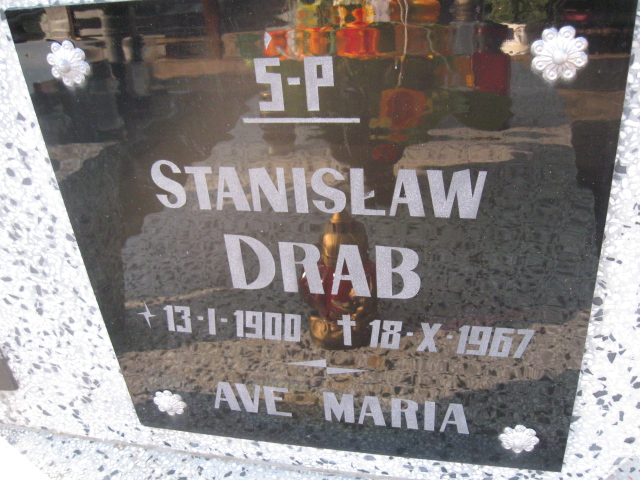 S-P
STANISŁAW
DRAB
13-I-1900 † 18-X-1967
AVE MARIA